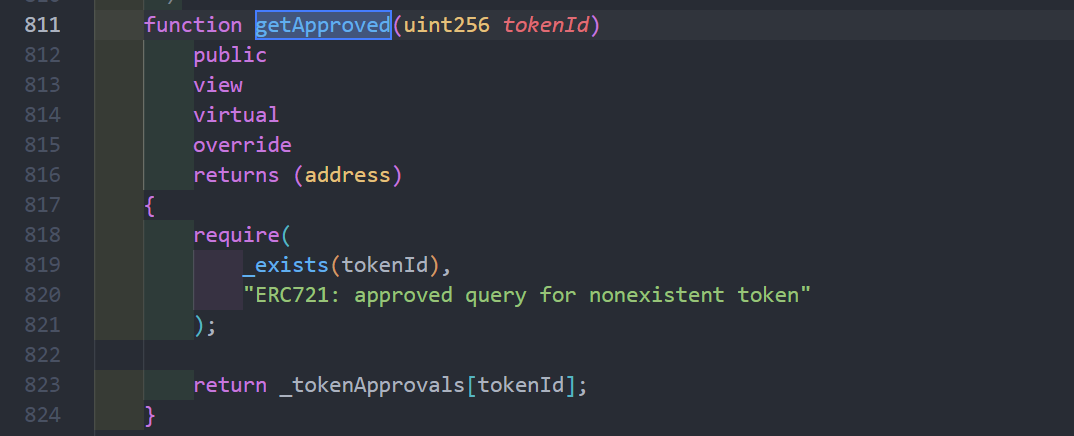 811 function getApproved(uint256 tokenId)
812 public
813 view
814 virtual
815 override
816 returns (address)
817 {
818 require(
819 _exists(tokenId),
820 "ERC721: approved query for nonexistent token"
821 );
822
823 return _tokenApprovals[tokenId];
824 }